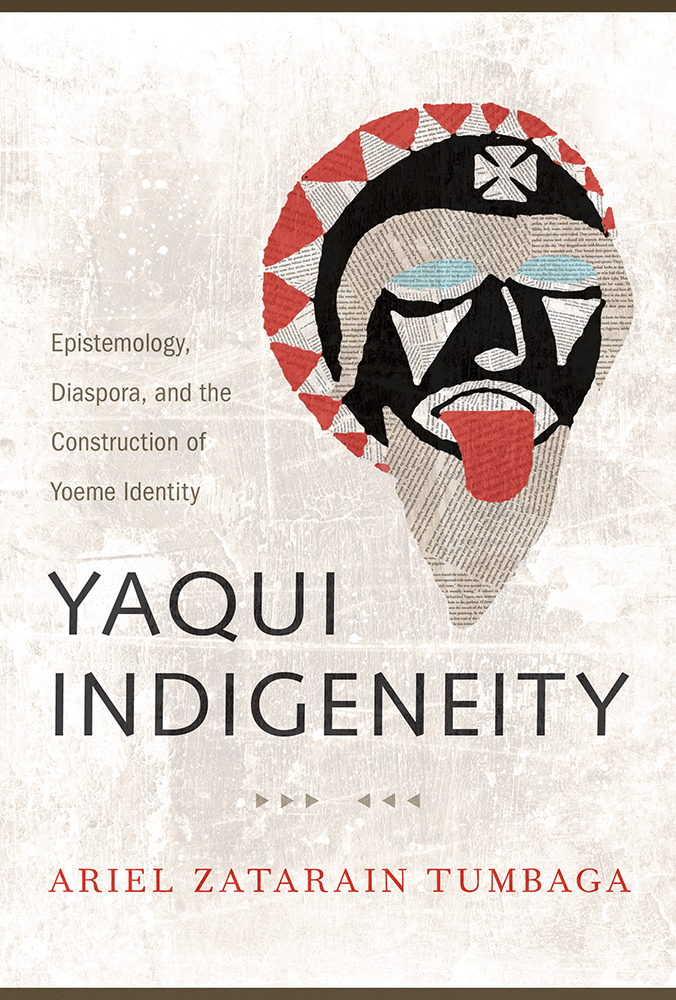 Epistemology,
Diaspora, and the
Construction of
Yoeme Identity
YAQUI
INDIGENEITY
ARIEL ZATARAIN TUMBAGA